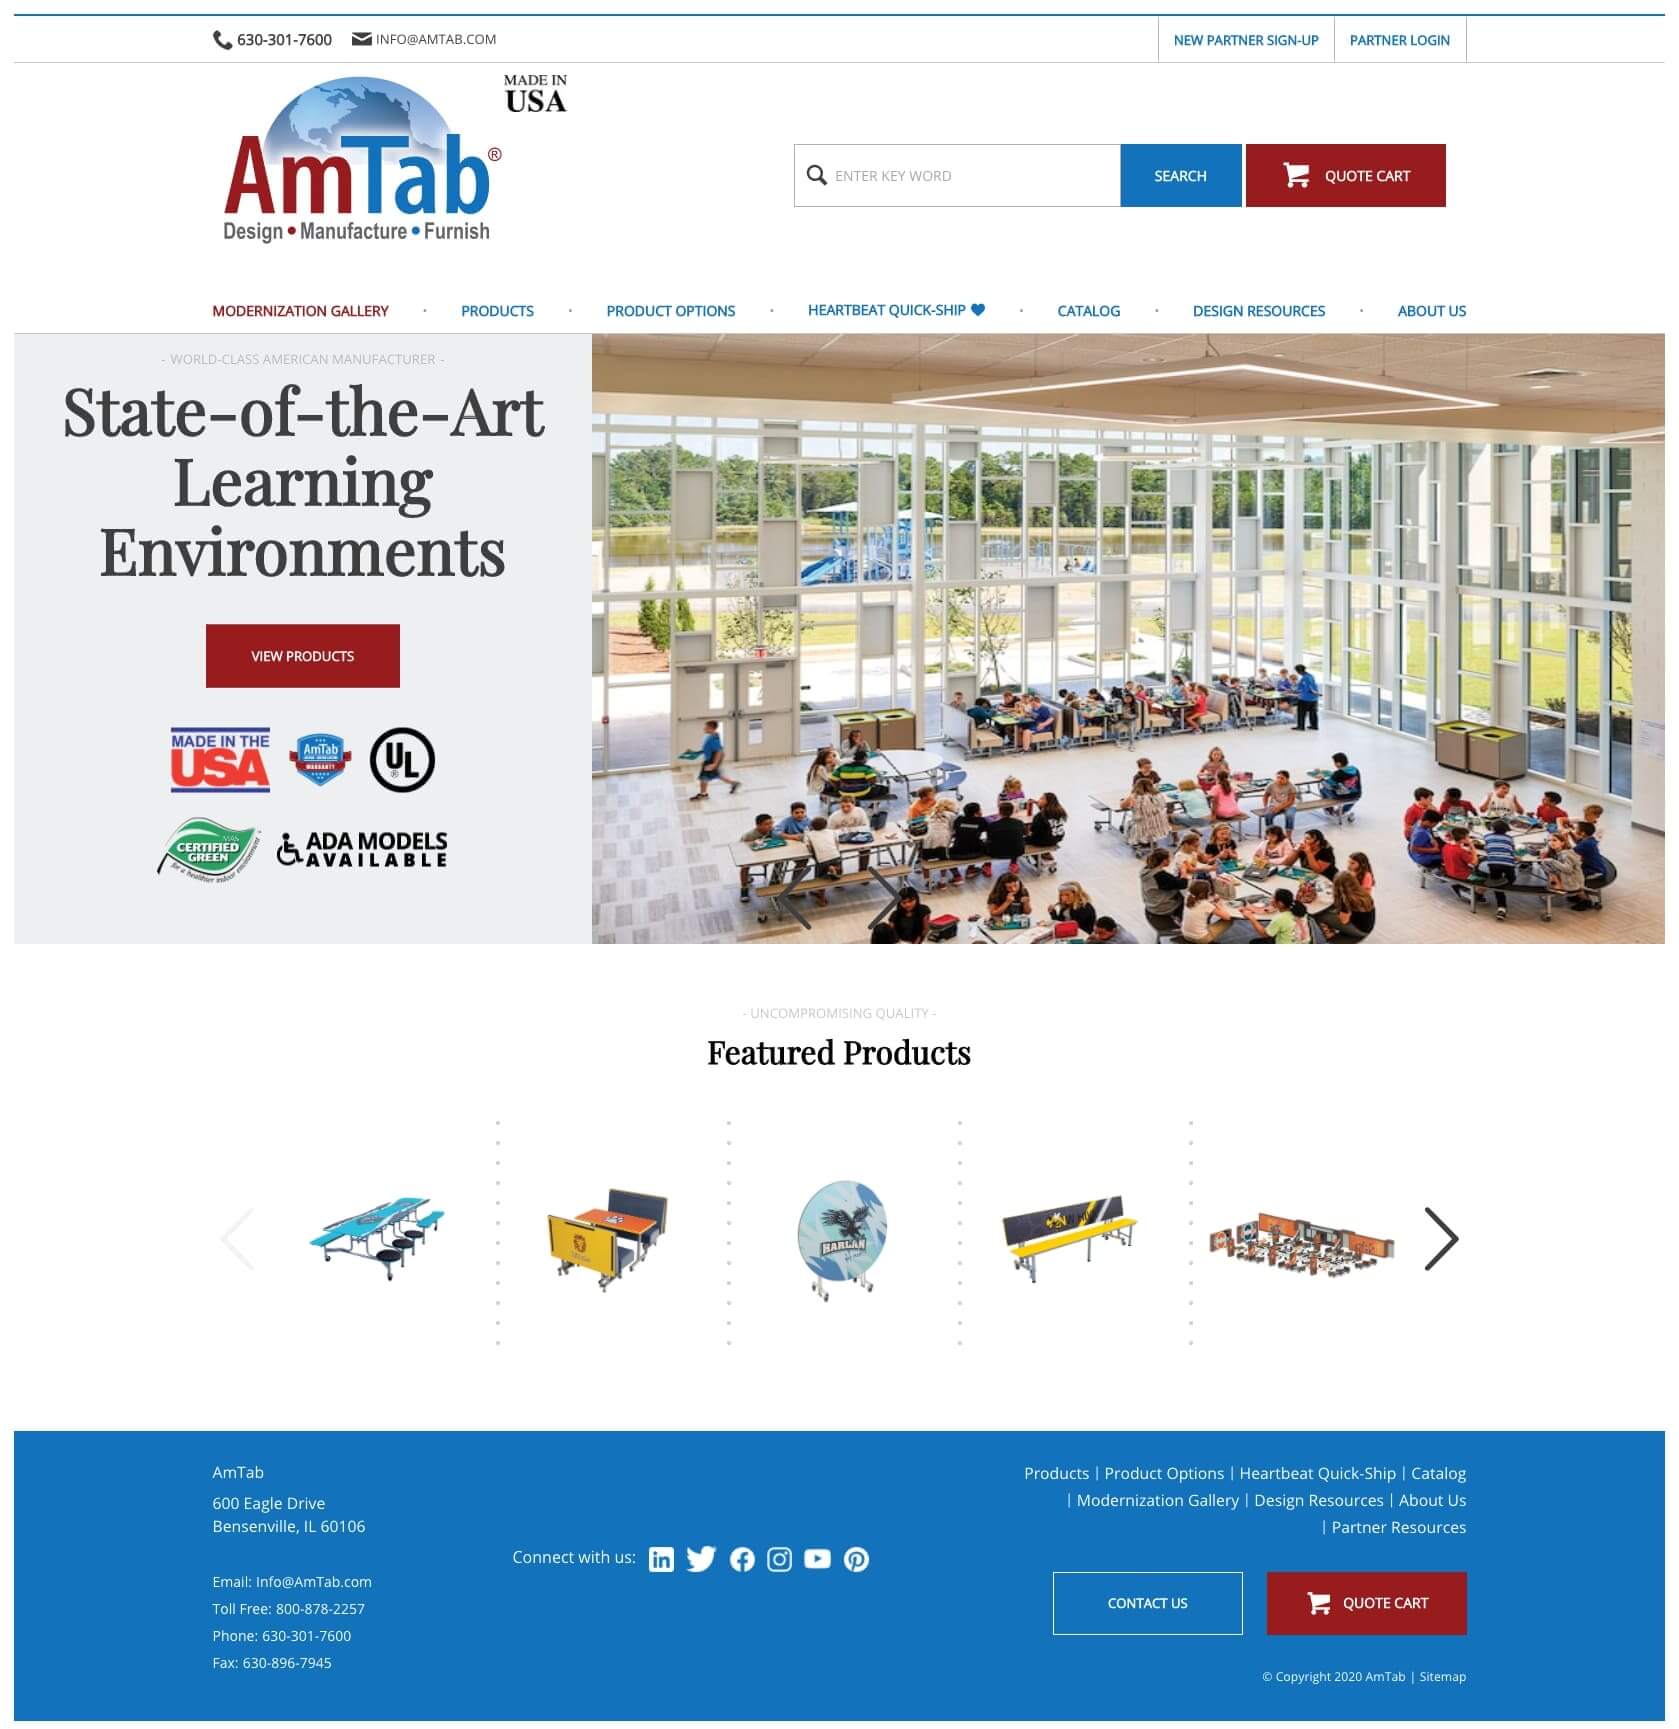 630-301-7600 INFO@AMTAB.COM
NEW PARTNER SIGN-UP PARTNER LOGIN
MADE IN
USA
AmTab®
Design • Manufacture • Furnish
ENTER KEY WORD SEARCH QUOTE CART
MODERNIZATION GALLERY · PRODUCTS · PRODUCT OPTIONS · HEARTBEAT QUICK-SHIP · CATALOG · DESIGN RESOURCES · ABOUT US
- WORLD-CLASS AMERICAN MANUFACTURER -
State-of-the-Art
Learning
Environments
VIEW PRODUCTS
MADE IN THE
USA
AmTab
WARRANTY
UL
®
MAS
CERTIFIED
GREEN
for a healthier indoor environment
ADA MODELS
AVAILABLE
- UNCOMPROMISING QUALITY -
Featured Products
HARLAN
AmTab
600 Eagle Drive
Bensenville, IL 60106
Email: Info@AmTab.com
Toll Free: 800-878-2257
Phone: 630-301-7600
Fax: 630-896-7945
Connect with us:
Products | Product Options | Heartbeat Quick-Ship | Catalog
| Modernization Gallery | Design Resources | About Us
| Partner Resources
CONTACT US QUOTE CART
© Copyright 2020 AmTab | Sitemap